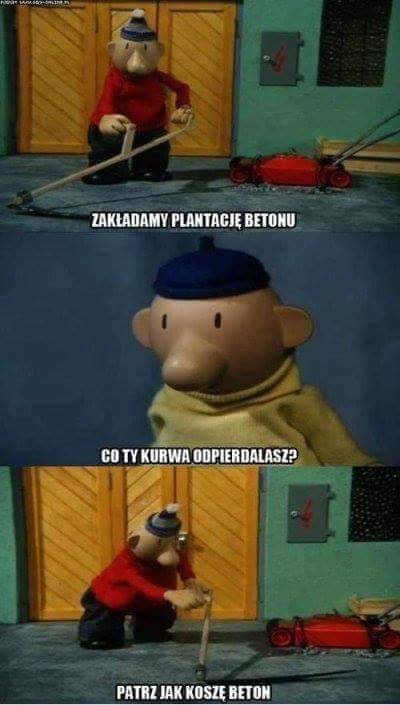 ZAKŁADAMY PLANTACJĘ BETONU
CO TY KURWA ODPIERDALASZ?
PATRZ JAK KOSZĘ BETON